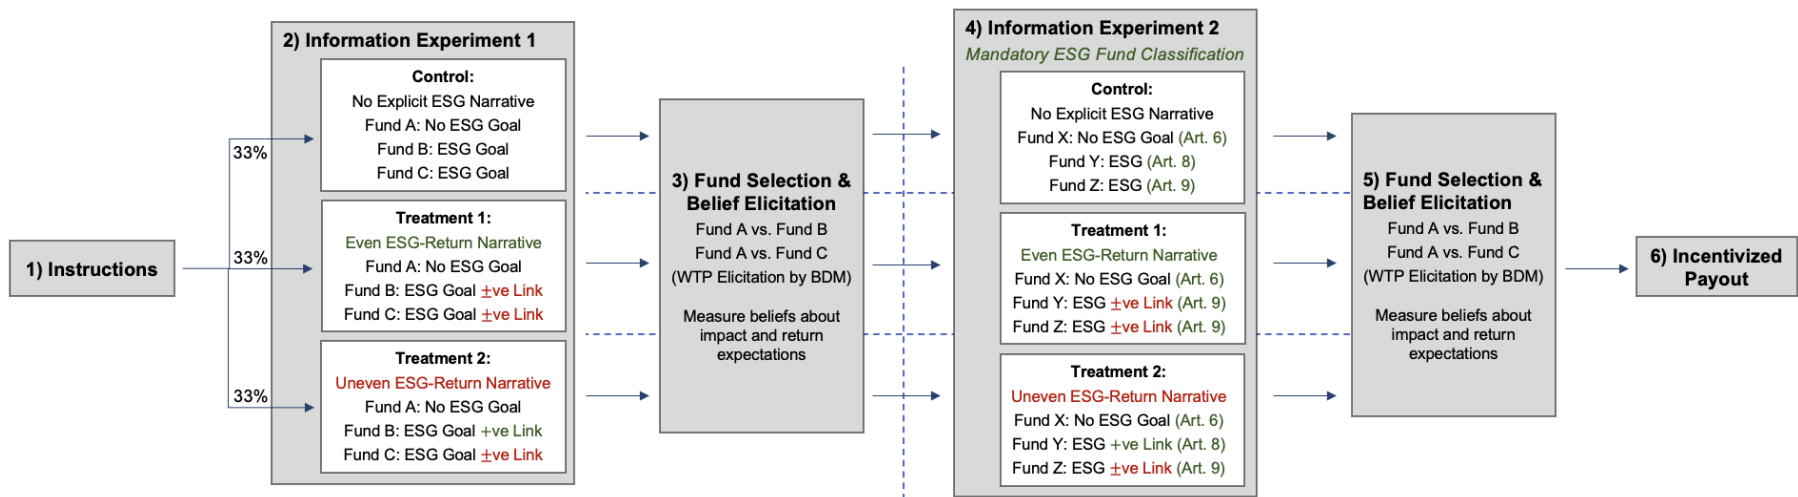 1) Instructions
33%
33%
33%
2) Information Experiment 1
Control:
No Explicit ESG Narrative
Fund A: No ESG Goal
Fund B: ESG Goal
Fund C: ESG Goal
Treatment 1:
Even ESG-Return Narrative
Fund A: No ESG Goal
Fund B: ESG Goal ±ve Link
Fund C: ESG Goal ±ve Link
Treatment 2:
Uneven ESG-Return Narrative
Fund A: No ESG Goal
Fund B: ESG Goal +ve Link
Fund C: ESG Goal ±ve Link
3) Fund Selection &
Belief Elicitation
Fund A vs. Fund B
Fund A vs. Fund C
(WTP Elicitation by BDM)
Measure beliefs about
impact and return
expectations
4) Information Experiment 2
Mandatory ESG Fund Classification
Control:
No Explicit ESG Narrative
Fund X: No ESG Goal (Art. 6)
Fund Y: ESG (Art. 8)
Fund Z: ESG (Art. 9)
Treatment 1:
Even ESG-Return Narrative
Fund X: No ESG Goal (Art. 6)
Fund Y: ESG ±ve Link (Art. 9)
Fund Z: ESG ±ve Link (Art. 9)
Treatment 2:
Uneven ESG-Return Narrative
Fund X: No ESG Goal (Art. 6)
Fund Y: ESG +ve Link (Art. 8)
Fund Z: ESG ±ve Link (Art. 9)
5) Fund Selection &
Belief Elicitation
Fund A vs. Fund B
Fund A vs. Fund C
(WTP Elicitation by BDM)
Measure beliefs about
impact and return
expectations
6) Incentivized
Payout